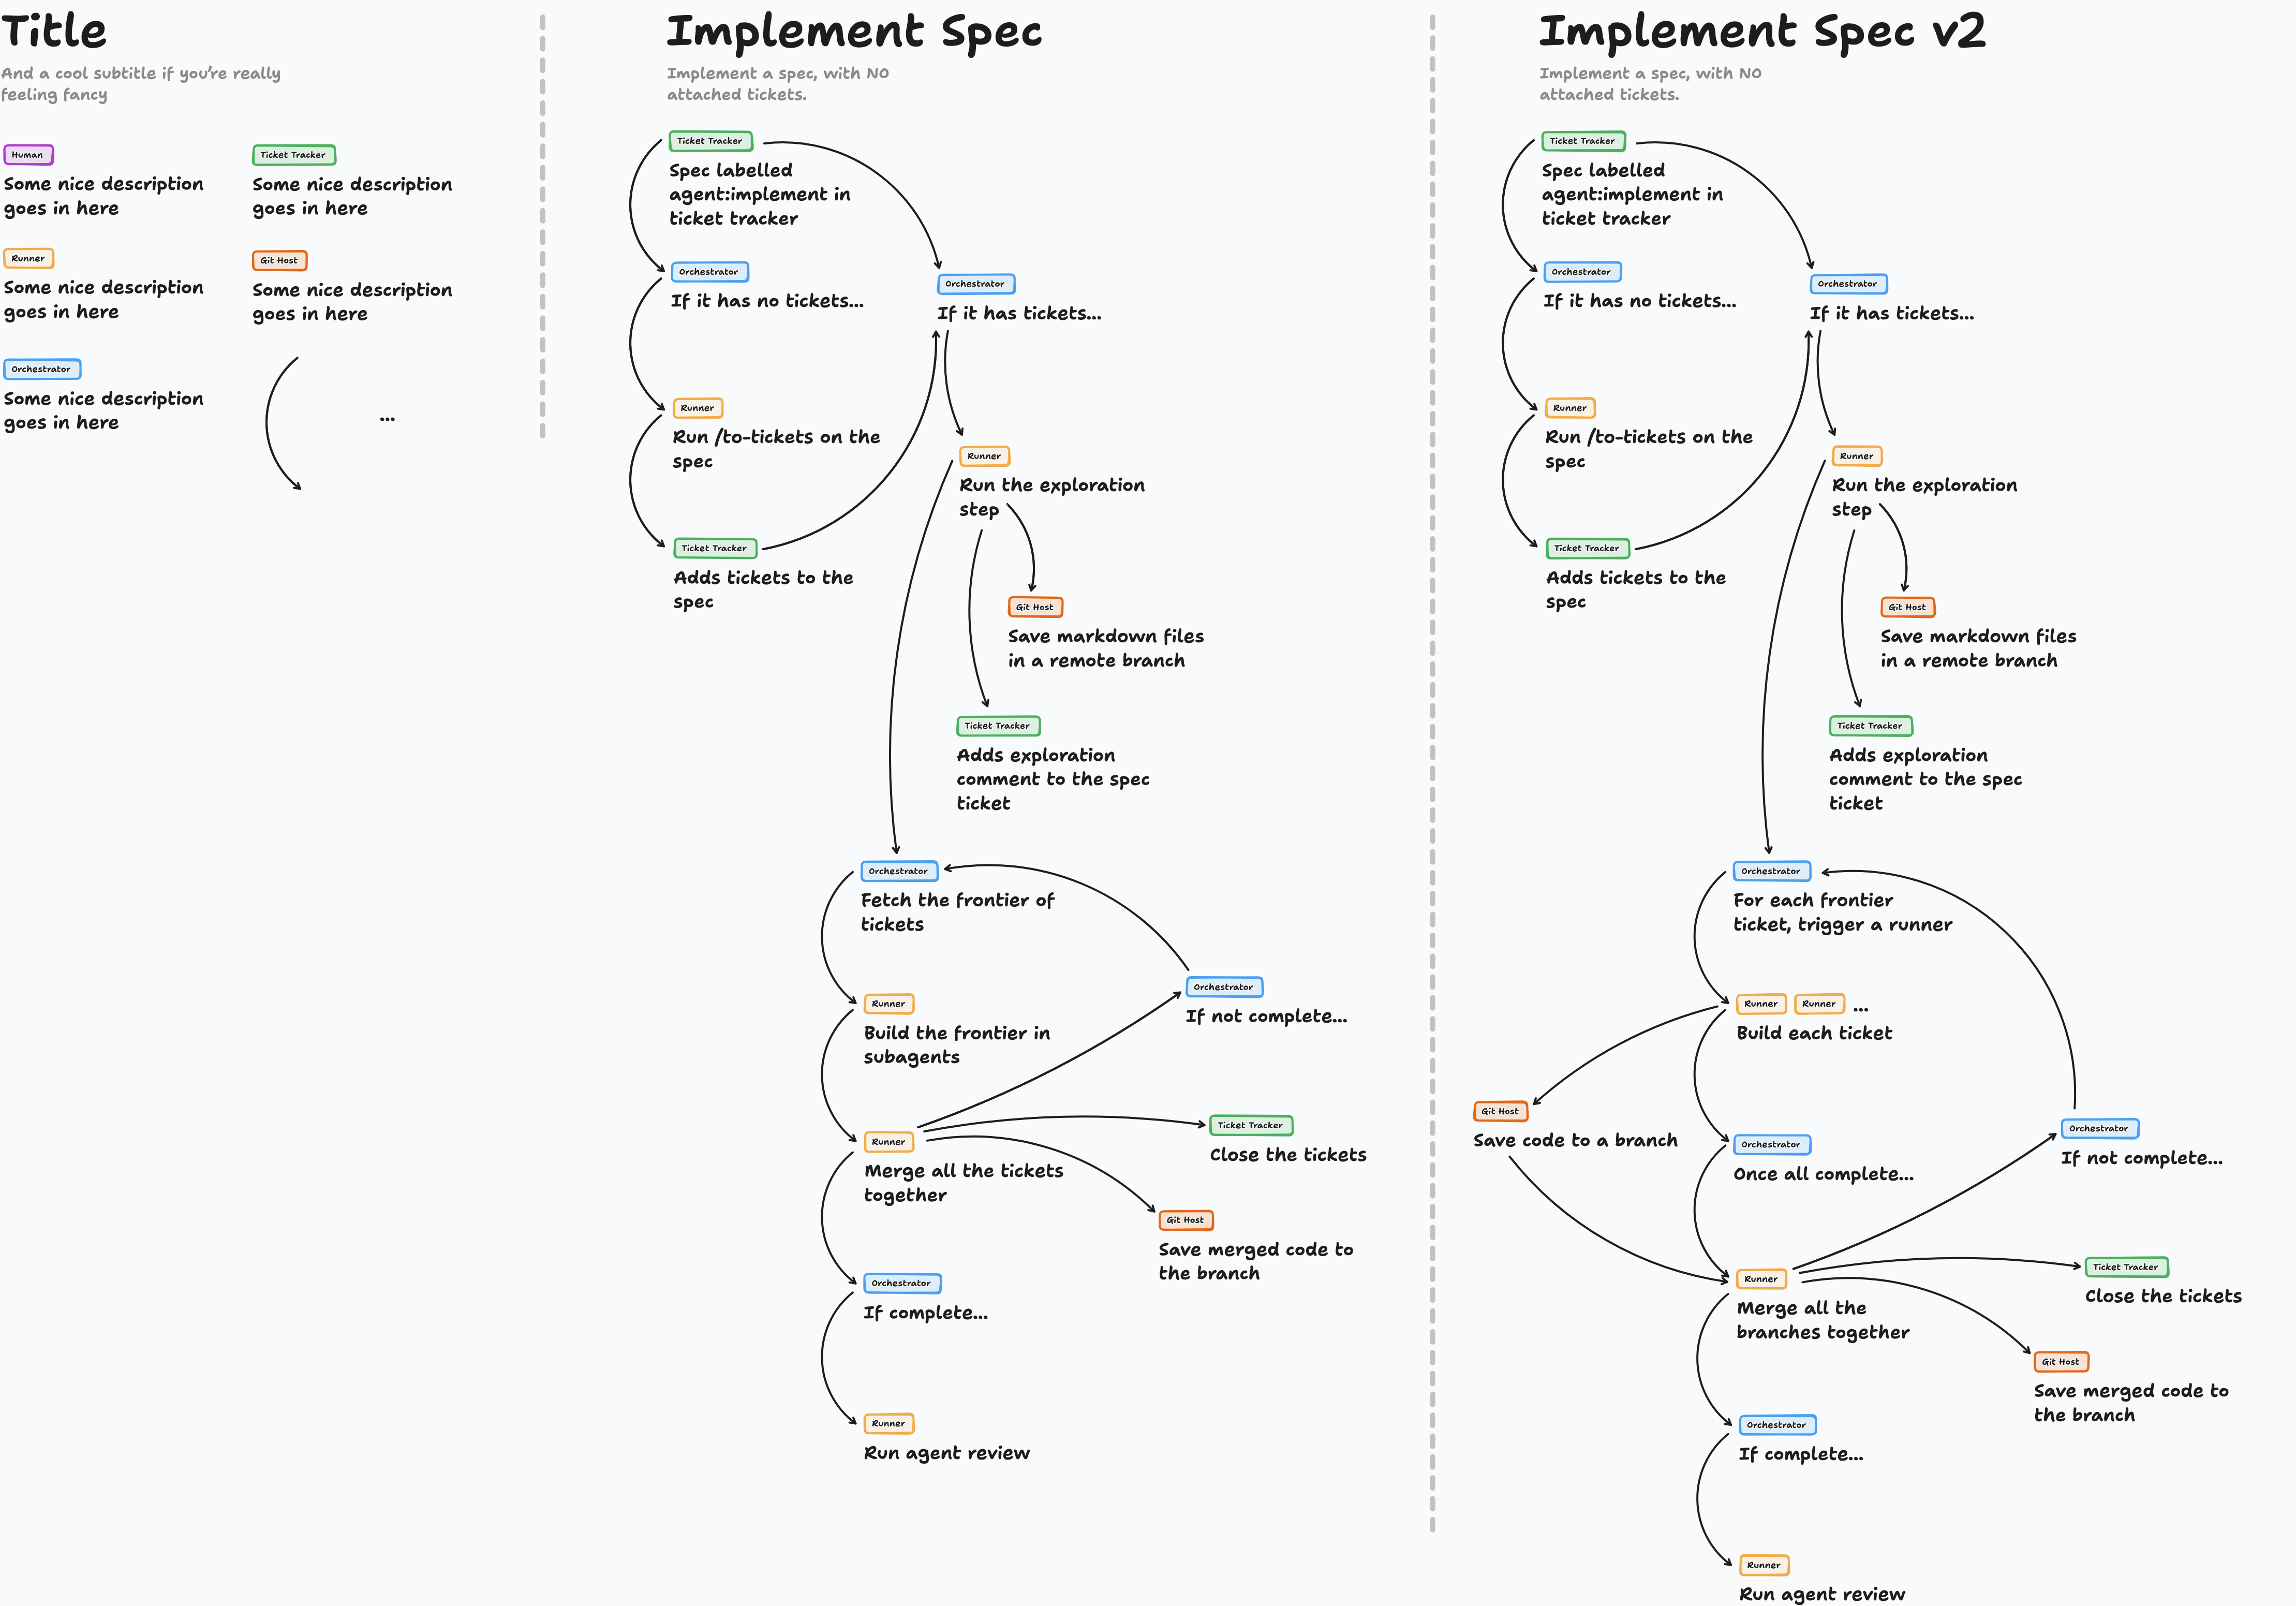 Title
And a cool subtitle if you're really
feeling fancy
Human
Some nice description
goes in here
Ticket Tracker
Some nice description
goes in here
Runner
Some nice description
goes in here
Git Host
Some nice description
goes in here
Orchestrator
Some nice description
goes in here
...
Implement Spec
Implement a spec, with NO
attached tickets.
Ticket Tracker
Spec labelled
agent:implement in
ticket tracker
Orchestrator
If it has no tickets...
Orchestrator
If it has tickets...
Runner
Run /to-tickets on the
spec
Runner
Run the exploration
step
Ticket Tracker
Adds tickets to the
spec
Git Host
Save markdown files
in a remote branch
Ticket Tracker
Adds exploration
comment to the spec
ticket
Orchestrator
Fetch the frontier of
tickets
Orchestrator
If not complete...
Runner
Build the frontier in
subagents
Ticket Tracker
Close the tickets
Runner
Merge all the tickets
together
Git Host
Save merged code to
the branch
Orchestrator
If complete...
Runner
Run agent review
Implement Spec v2
Implement a spec, with NO
attached tickets.
Ticket Tracker
Spec labelled
agent:implement in
ticket tracker
Orchestrator
If it has no tickets...
Orchestrator
If it has tickets...
Runner
Run /to-tickets on the
spec
Runner
Run the exploration
step
Ticket Tracker
Adds tickets to the
spec
Git Host
Save markdown files
in a remote branch
Ticket Tracker
Adds exploration
comment to the spec
ticket
Orchestrator
For each frontier
ticket, trigger a runner
Runner Runner ...
Build each ticket
Git Host
Save code to a branch
Orchestrator
Once all complete...
Orchestrator
If not complete...
Runner
Merge all the
branches together
Ticket Tracker
Close the tickets
Git Host
Save merged code to
the branch
Orchestrator
If complete...
Runner
Run agent review